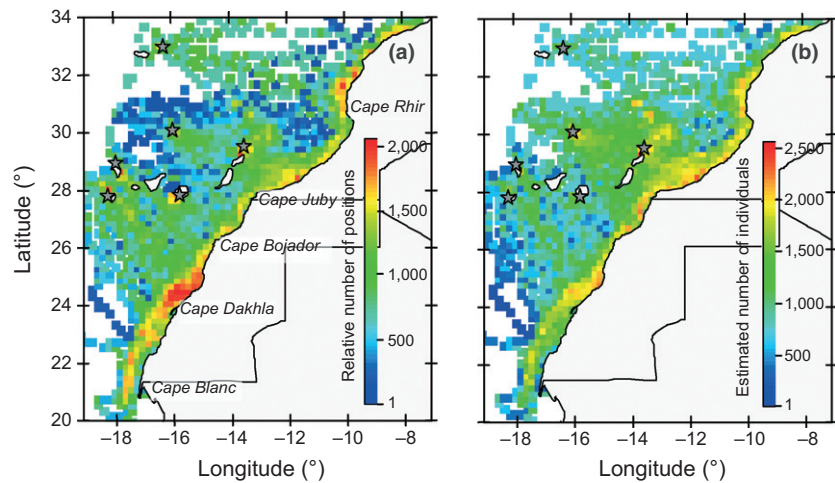 34
32
30
28
26
24
22
20
Latitude (°)
(a)
Cape Rhir
Cape Juby
Cape Bojador
Cape Dakhla
Cape Blanc
2,000
1,500
1,000
500
1
Relative number of positions
−18 −16 −14 −12 −10 −8
Longitude (°)
(b)
2,500
2,000
1,500
1,000
500
1
Estimated number of individuals
−18 −16 −14 −12 −10 −8
Longitude (°)